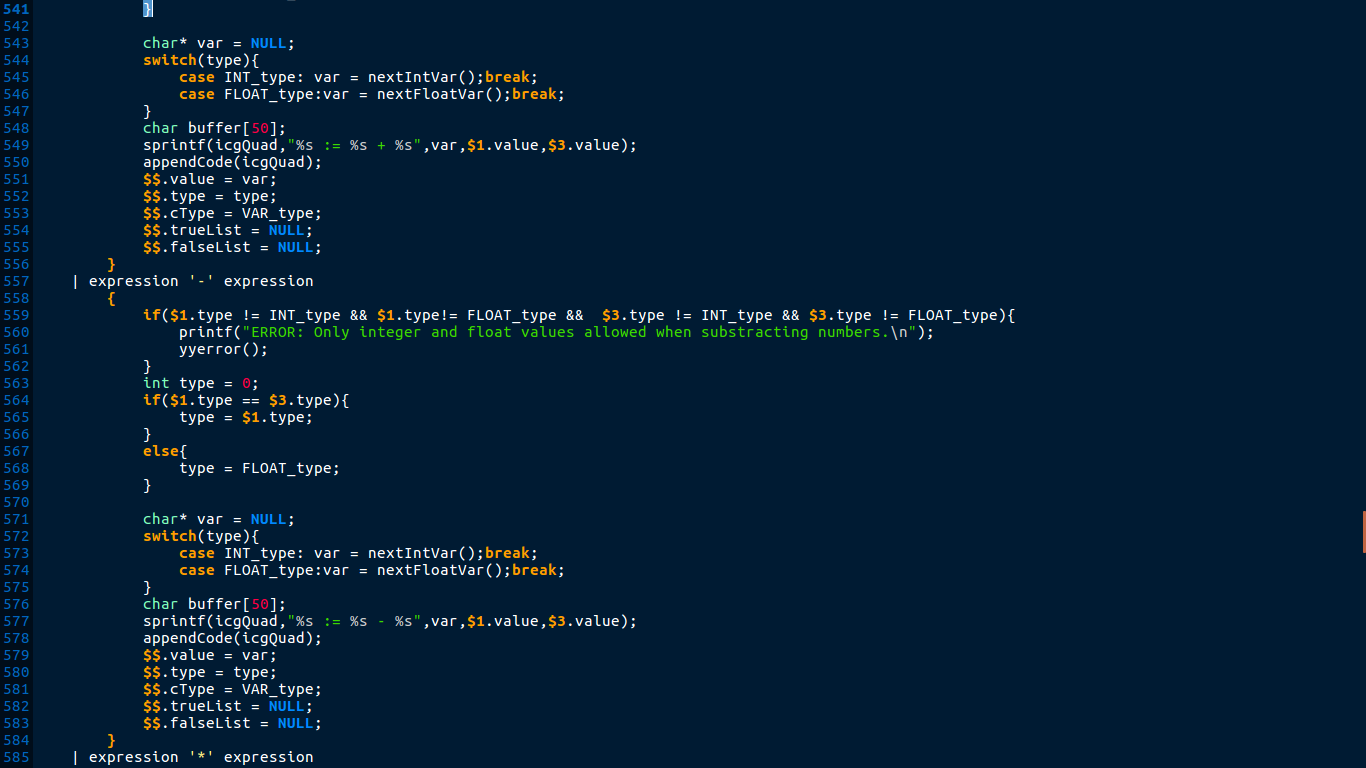 541 }
542
543 char* var = NULL;
544 switch(type){
545 case INT_type: var = nextIntVar();break;
546 case FLOAT_type:var = nextFloatVar();break;
547 }
548 char buffer[50];
549 sprintf(icgQuad,"%s := %s + %s",var,$1.value,$3.value);
550 appendCode(icgQuad);
551 $$.value = var;
552 $$.type = type;
553 $$.cType = VAR_type;
554 $$.trueList = NULL;
555 $$.falseList = NULL;
556 }
557 | expression '-' expression
558 {
559 if($1.type != INT_type && $1.type!= FLOAT_type &&  $3.type != INT_type && $3.type != FLOAT_type){
560 printf("ERROR: Only integer and float values allowed when substracting numbers.\n");
561 yyerror();
562 }
563 int type = 0;
564 if($1.type == $3.type){
565 type = $1.type;
566 }
567 else{
568 type = FLOAT_type;
569 }
570
571 char* var = NULL;
572 switch(type){
573 case INT_type: var = nextIntVar();break;
574 case FLOAT_type:var = nextFloatVar();break;
575 }
576 char buffer[50];
577 sprintf(icgQuad,"%s := %s - %s",var,$1.value,$3.value);
578 appendCode(icgQuad);
579 $$.value = var;
580 $$.type = type;
581 $$.cType = VAR_type;
582 $$.trueList = NULL;
583 $$.falseList = NULL;
584 }
585 | expression '*' expression